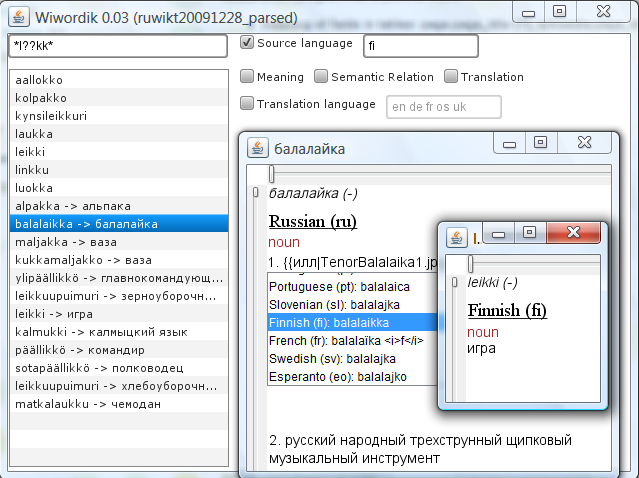 Wiwordik 0.03 (ruwikt20091228_parsed)
*l??kk*
Source language
fi
Meaning
Semantic Relation
Translation
Translation language
en de fr os uk
aallokko
kolpakko
kynsileikkuri
laukka
leikki
linkku
luokka
alpakka -> альпака
balalaikka -> балалайка
maljakka -> ваза
kukkamaljakko -> ваза
ylipäällikkö -> главнокомандующ...
leikkuupuimuri -> зерноуборочн...
leikki -> игра
kalmukki -> калмыцкий язык
päällikkö -> командир
sotapäällikkö -> полководец
leikkuupuimuri -> хлебоуборочн...
matkalaukku -> чемодан
балалайка
балалайка (-)
Russian (ru)
noun
1. {{илл|TenorBalalaika1.jp
Portuguese (pt): balalaica
Slovenian (sl): balalajka
Finnish (fi): balalaikka
French (fr): balalaïka <i>f</i>
Swedish (sv): balalajka
Esperanto (eo): balalajko
2. русский народный трехструнный щипковый
музыкальный инструмент
l.
leikki (-)
Finnish (fi)
noun
игра